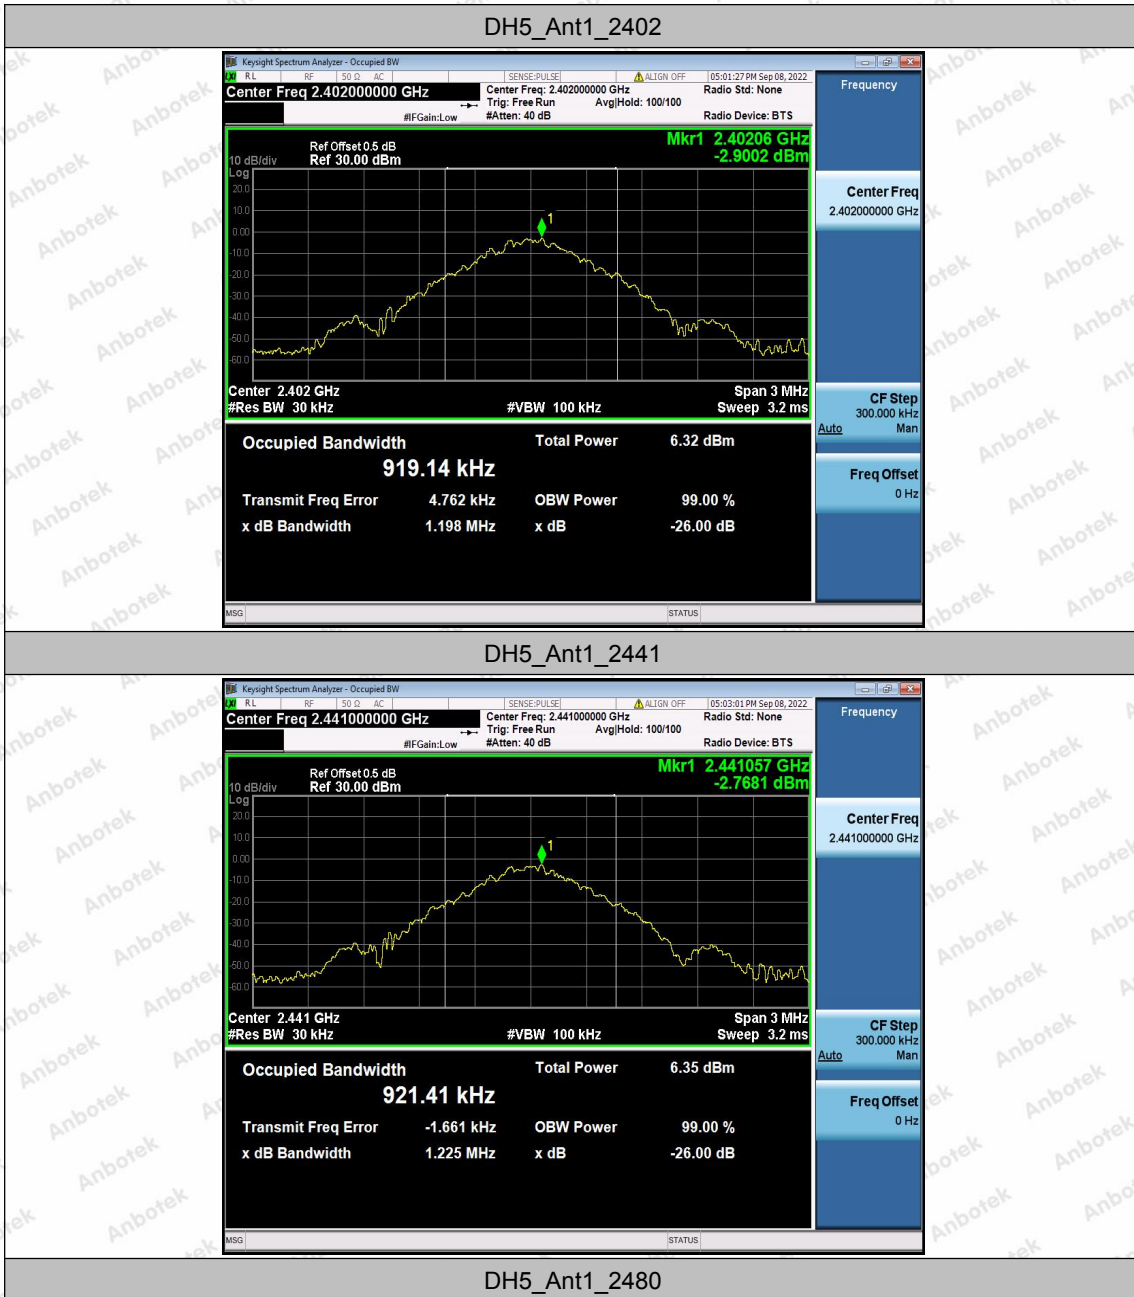 DH5_Ant1_2402
Keysight Spectrum Analyzer - Occupied BW
LXI RL RF 50 Ω AC SENSE:PULSE ALIGN OFF 05:01:27 PM Sep 08, 2022
Center Freq 2.402000000 GHz
Center Freq: 2.402000000 GHz
Radio Std: None
Trig: Free Run Avg|Hold: 100/100
#IFGain:Low #Atten: 40 dB Radio Device: BTS
Frequency
Mkr1 2.40206 GHz
-2.9002 dBm
Ref Offset 0.5 dB
10 dB/div Ref 30.00 dBm
Log
20.0
10.0
0.00
-10.0
-20.0
-30.0
-40.0
-50.0
-60.0
1
Center 2.402 GHz Span 3 MHz
#Res BW 30 kHz #VBW 100 kHz Sweep 3.2 ms
Center Freq
2.402000000 GHz
CF Step
300.000 kHz
Auto Man
Freq Offset
0 Hz
Occupied Bandwidth Total Power 6.32 dBm
919.14 kHz
Transmit Freq Error 4.762 kHz OBW Power 99.00 %
x dB Bandwidth 1.198 MHz x dB -26.00 dB
MSG STATUS
DH5_Ant1_2441
Keysight Spectrum Analyzer - Occupied BW
LXI RL RF 50 Ω AC SENSE:PULSE ALIGN OFF 05:03:01 PM Sep 08, 2022
Center Freq 2.441000000 GHz
Center Freq: 2.441000000 GHz
Radio Std: None
Trig: Free Run Avg|Hold: 100/100
#IFGain:Low #Atten: 40 dB Radio Device: BTS
Frequency
Mkr1 2.441057 GHz
-2.7681 dBm
Ref Offset 0.5 dB
10 dB/div Ref 30.00 dBm
Log
20.0
10.0
0.00
-10.0
-20.0
-30.0
-40.0
-50.0
-60.0
1
Center 2.441 GHz Span 3 MHz
#Res BW 30 kHz #VBW 100 kHz Sweep 3.2 ms
Center Freq
2.441000000 GHz
CF Step
300.000 kHz
Auto Man
Freq Offset
0 Hz
Occupied Bandwidth Total Power 6.35 dBm
921.41 kHz
Transmit Freq Error -1.661 kHz OBW Power 99.00 %
x dB Bandwidth 1.225 MHz x dB -26.00 dB
MSG STATUS
DH5_Ant1_2480
Anbotek